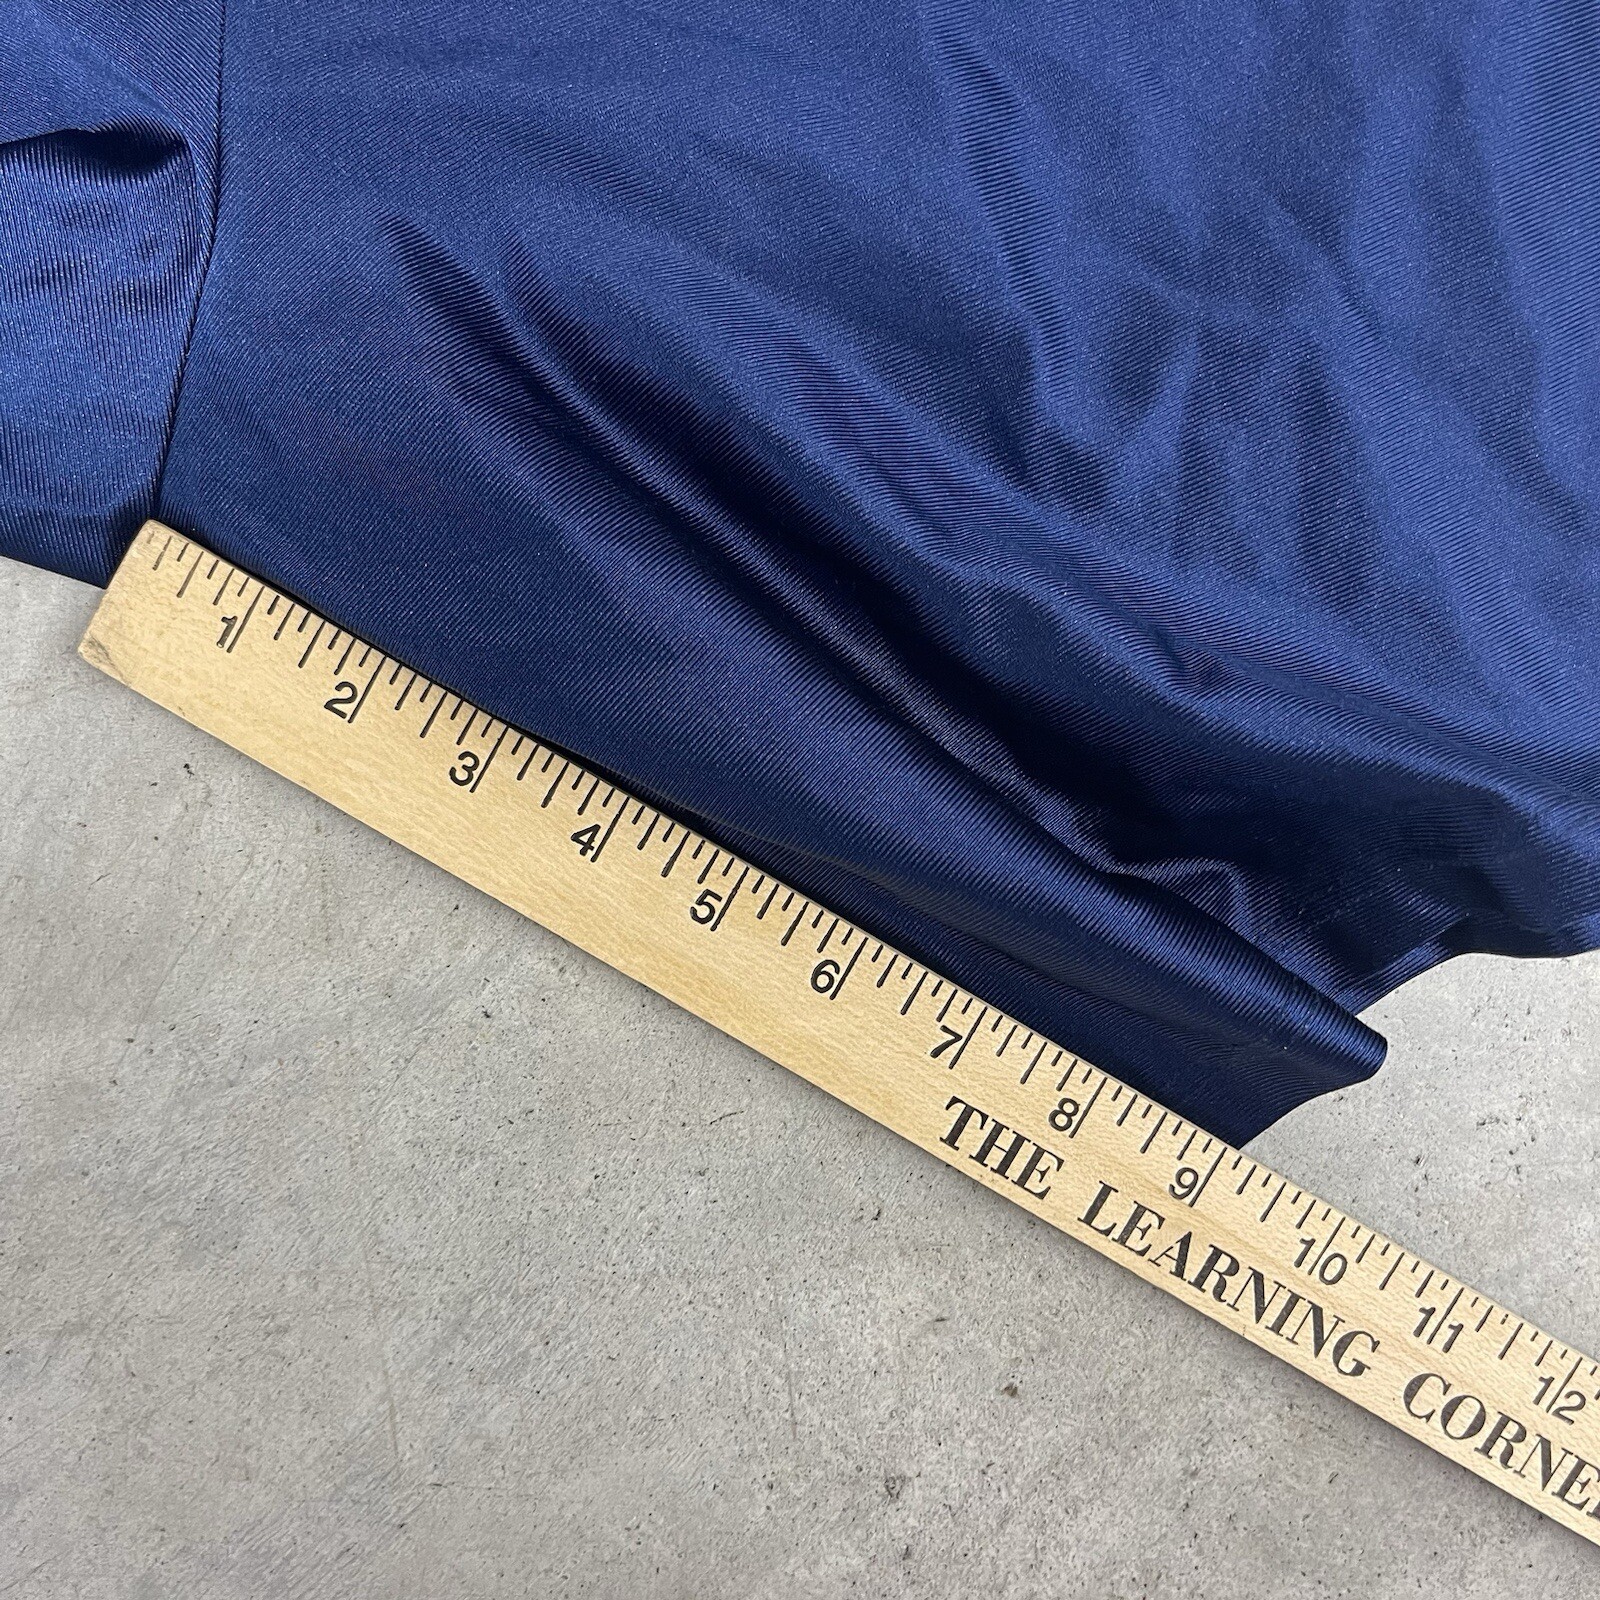 1 2 3 4 5 6 7 8 9 10 11 12
THE LEARNING CORNE